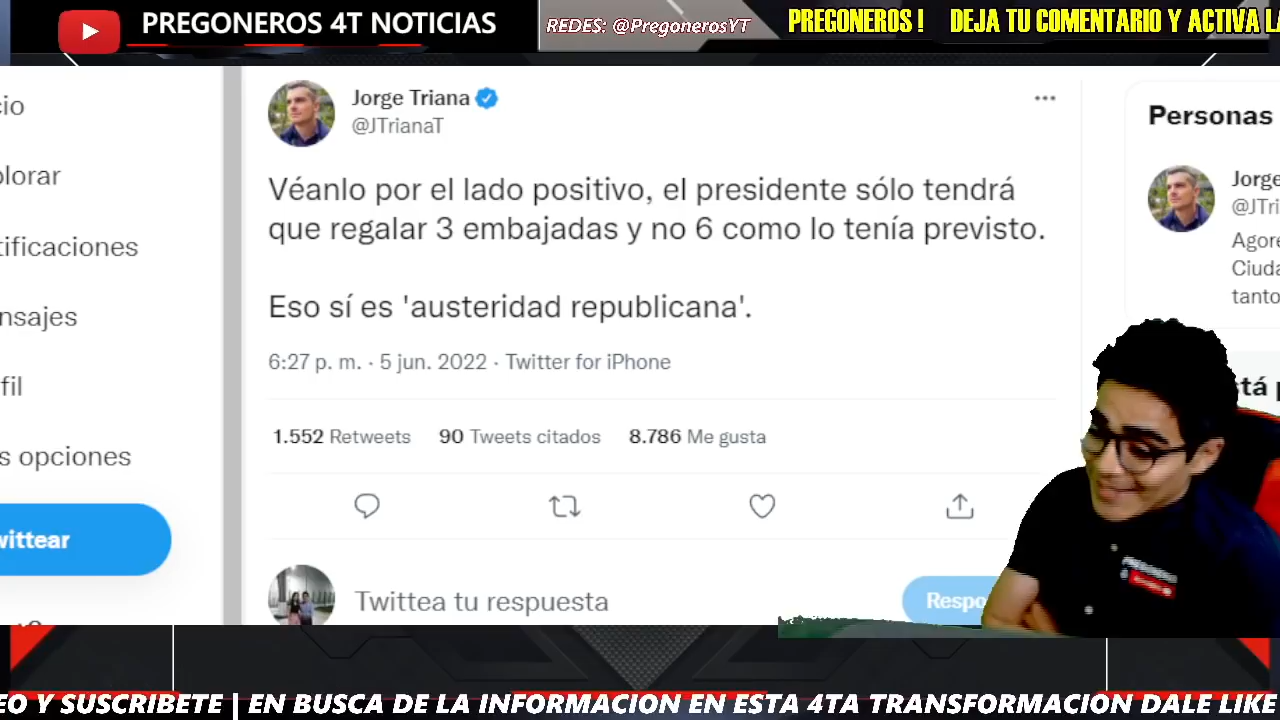 PREGONEROS 4T NOTICIAS
REDES: @PregonerosYT
PREGONEROS ! DEJA TU COMENTARIO Y ACTIVA LA
Jorge Triana
@JTrianaT
Véanlo por el lado positivo, el presidente sólo tendrá
que regalar 3 embajadas y no 6 como lo tenía previsto.
Eso sí es 'austeridad republicana'.
6:27 p. m. · 5 jun. 2022 · Twitter for iPhone
1.552 Retweets 90 Tweets citados 8.786 Me gusta
Twittea tu respuesta
Respo
cio
plorar
tificaciones
nsajes
fil
s opciones
wittear
Personas
Jorge
@JTri
Agore
Ciuda
tanto
stá p
PREGONEROS
EO Y SUSCRIBETE | EN BUSCA DE LA INFORMACION EN ESTA 4TA TRANSFORMACION DALE LIKE